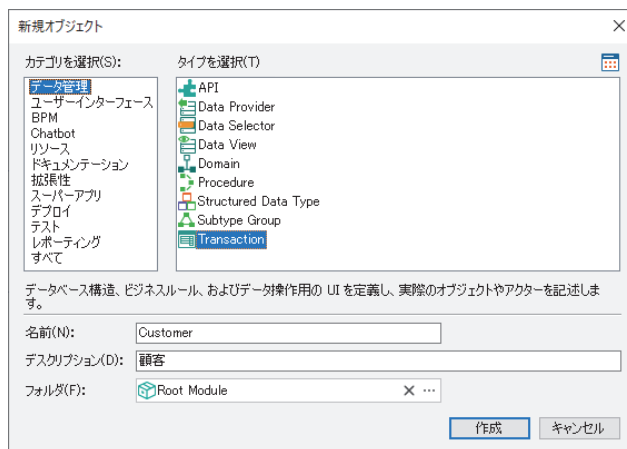 新規オブジェクト
カテゴリを選択(S):
データ管理
ユーザーインターフェース
BPM
Chatbot
リソース
ドキュメンテーション
拡張性
スーパーアプリ
デプロイ
テスト
レポーティング
すべて
タイプを選択(T)
API
Data Provider
Data Selector
Data View
Domain
Procedure
Structured Data Type
Subtype Group
Transaction
データベース構造、ビジネスルール、およびデータ操作用の UI を定義し、実際のオブジェクトやアクターを記述しま
す。
名前(N): Customer
デスクリプション(D): 顧客
フォルダ(F): Root Module
作成 キャンセル